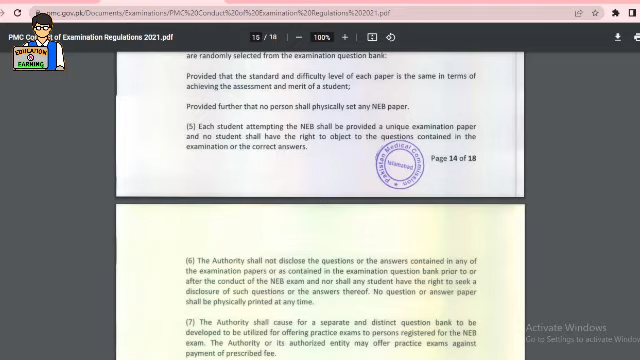 pmc.gov.pk/Documents/Examinations/PMC%20Conduct%20of%20Examination%20Regulations%202021.pdf
PMC Co of Examination Regulations 2021.pdf
15 / 18
100%
EDUCATION
EARNING
are randomly selected from the examination question bank:
Provided that the standard and difficulty level of each paper is the same in terms of
achieving the assessment and merit of a student;
Provided further that no person shall physically set any NEB paper.
(5) Each student attempting the NEB shall be provided a unique examination paper
and no student shall have the right to object to the questions contained in the
examination or the correct answers.
Pakistan Medical Commission
Islamabad
Page 14 of 18
(6) The Authority shall not disclose the questions or the answers contained in any of
the examination papers or as contained in the examination question bank prior to or
after the conduct of the NEB exam and nor shall any student have the right to seek a
disclosure of such questions or the answers thereof. No question or answer paper
shall be physically printed at any time.
(7) The Authority shall cause for a separate and distinct question bank to be
developed to be utilized for offering practice exams to persons registered for the NEB
exam. The Authority or its authorized entity may offer practice exams against
payment of prescribed fee.
Activate Windows
Go to Settings to activate Windows